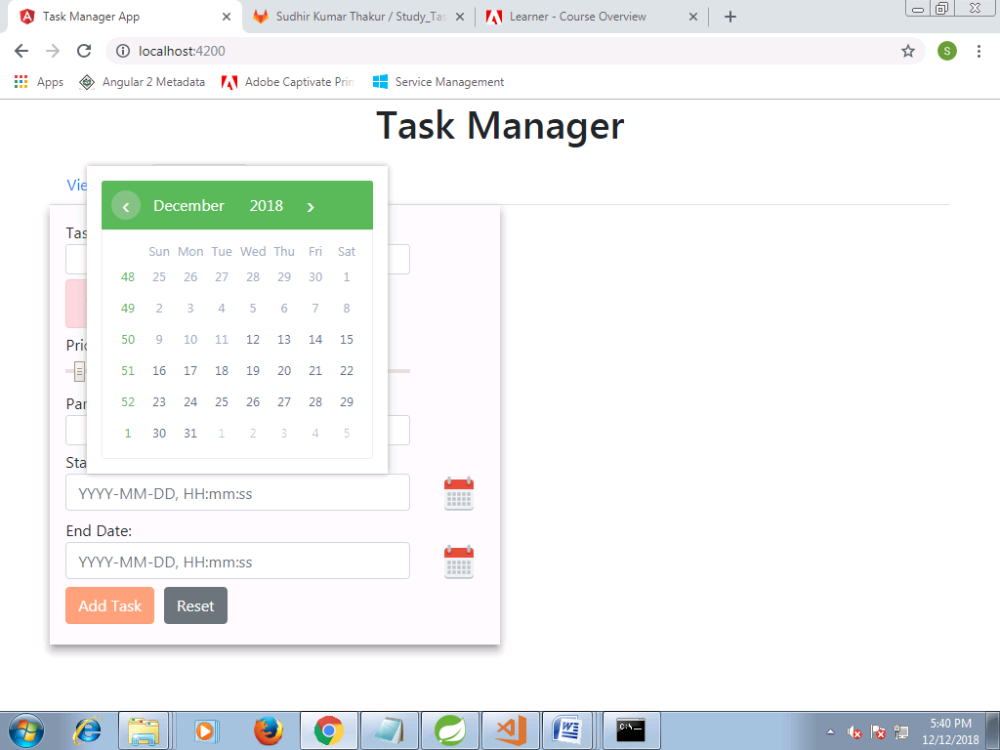 Task Manager App
Sudhir Kumar Thakur / Study_Tas
Learner - Course Overview
localhost:4200
S
Apps
Angular 2 Metadata
Adobe Captivate Prin
Service Management
Task Manager
Vie
‹ December 2018 ›
Tas
Sun Mon Tue Wed Thu Fri Sat
48 25 26 27 28 29 30 1
49 2 3 4 5 6 7 8
50 9 10 11 12 13 14 15
51 16 17 18 19 20 21 22
52 23 24 25 26 27 28 29
1 30 31 1 2 3 4 5
Prio
Par
Sta
YYYY-MM-DD, HH:mm:ss
End Date:
YYYY-MM-DD, HH:mm:ss
Add Task
Reset
C:\_
5:40 PM
12/12/2018